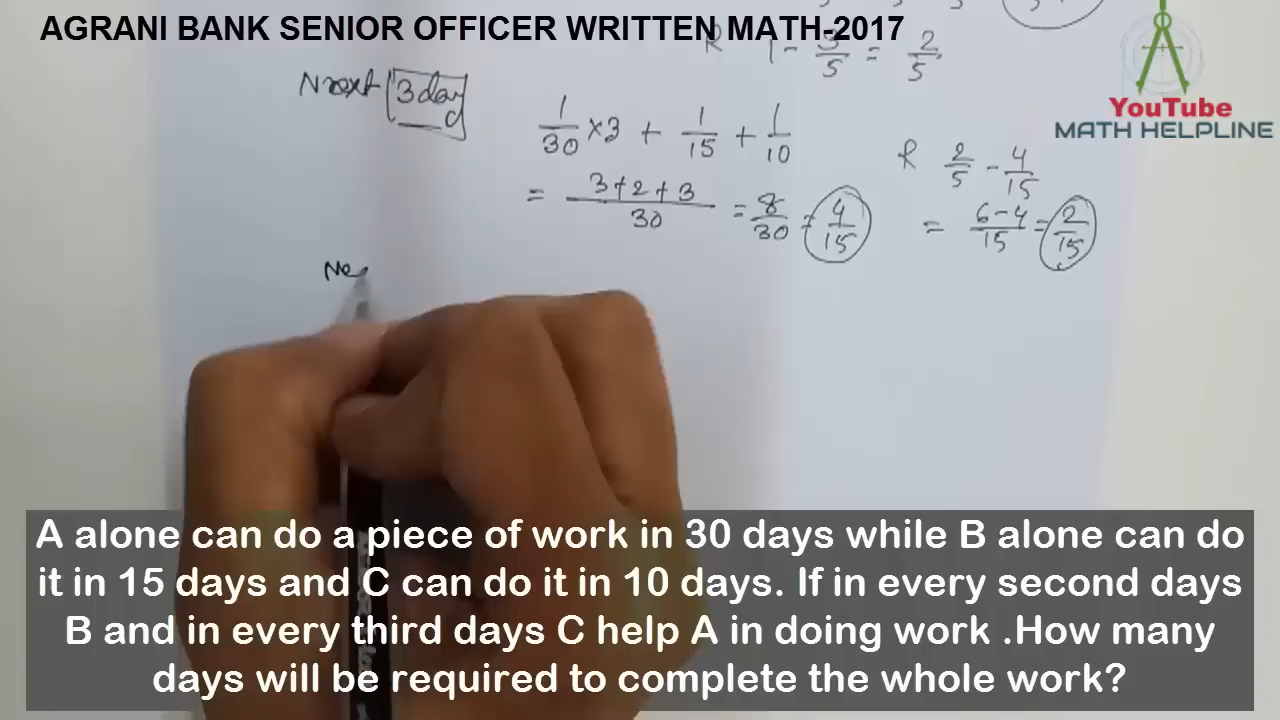 AGRANI BANK SENIOR OFFICER WRITTEN MATH-2017
R 1 - 3/5 = 2/5
Next 3 day
1/30 ×3 + 1/15 + 1/10
= 3+2+3/30 = 8/30 = 4/15
R 2/5 - 4/15
= 6-4/15 = 2/15
Ne
YouTube
MATH HELPLINE
A alone can do a piece of work in 30 days while B alone can do
it in 15 days and C can do it in 10 days. If in every second days
B and in every third days C help A in doing work .How many
days will be required to complete the whole work?